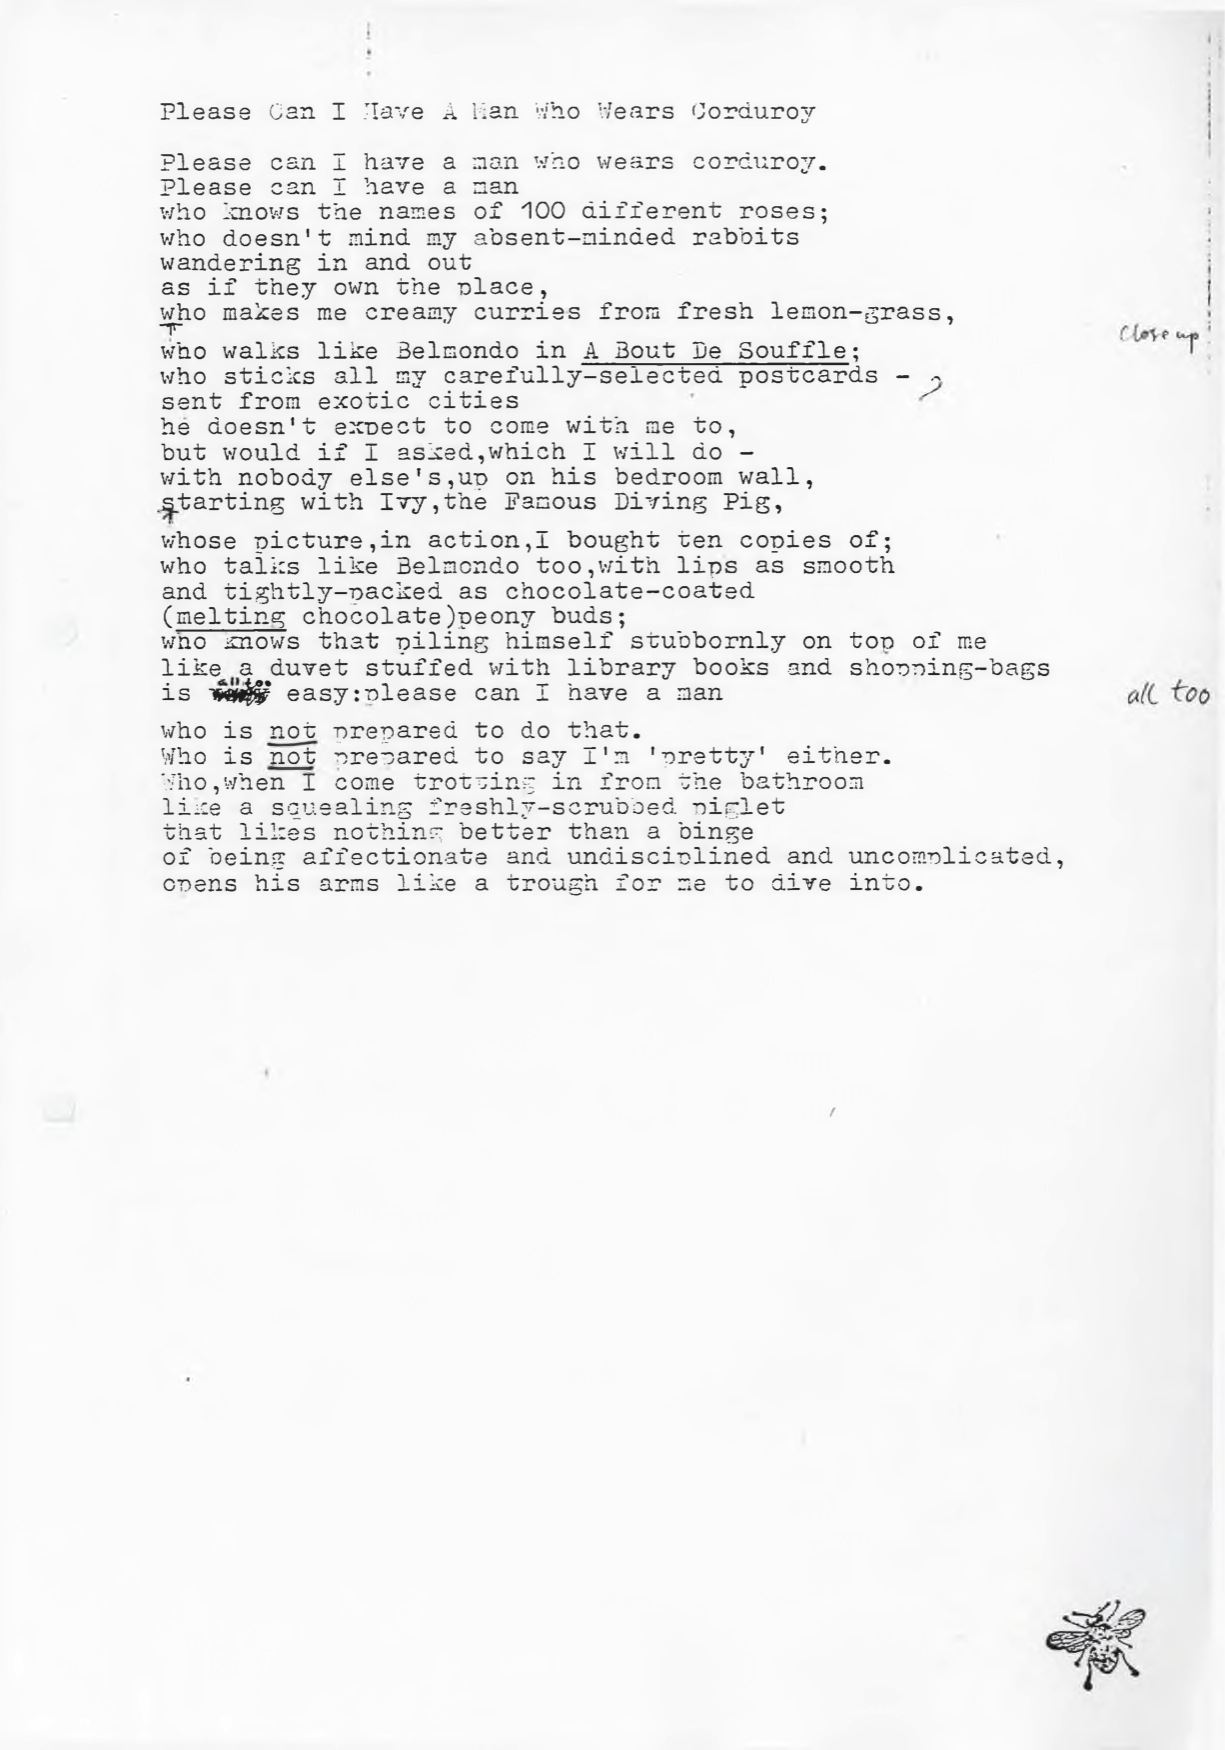 Please Can I Have A Man Who Wears Corduroy
Please can I have a man who wears corduroy.
Please can I have a man
who knows the names of 100 different roses;
who doesn't mind my absent-minded rabbits
wandering in and out
as if they own the place,
who makes me creamy curries from fresh lemon-grass,
Close up
who walks like Belmondo in A Bout De Souffle;
who sticks all my carefully-selected postcards -
sent from exotic cities
he doesn't expect to come with me to,
but would if I asked,which I will do -
with nobody else's,up on his bedroom wall,
starting with Ivy,the Famous Diving Pig,
whose picture,in action,I bought ten copies of;
who talks like Belmondo too,with lips as smooth
and tightly-packed as chocolate-coated
(melting chocolate)peony buds;
who knows that piling himself stubbornly on top of me
like a duvet stuffed with library books and shopping-bags
is all too easy:please can I have a man
all too
who is not prepared to do that.
Who is not prepared to say I'm 'pretty' either.
Who,when I come trotting in from the bathroom
like a squealing freshly-scrubbed piglet
that likes nothing better than a binge
of being affectionate and undisciplined and uncomplicated,
opens his arms like a trough for me to dive into.